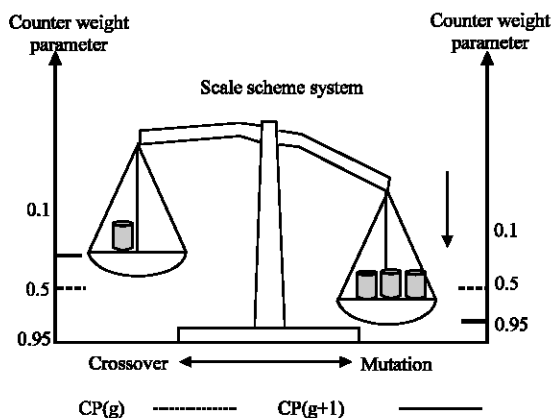 Counter weight
parameter
Counter weight
parameter
Scale scheme system
0.1
0.5
0.95
0.1
0.5
0.95
Crossover
Mutation
CP(g)
CP(g+1)